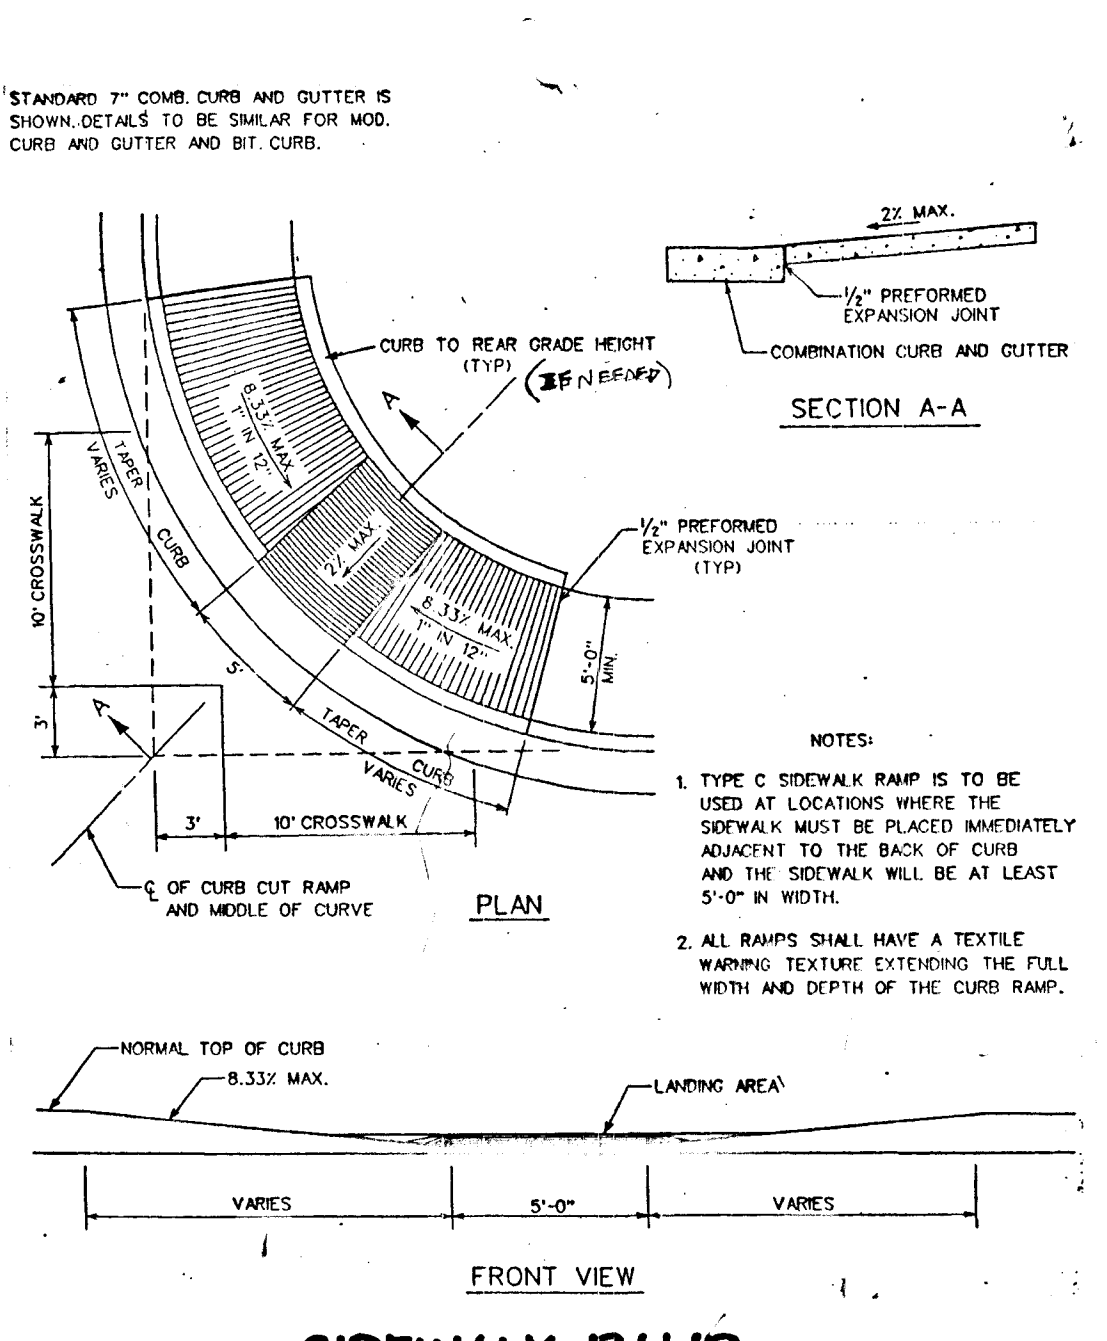 STANDARD 7" COMB. CURB AND GUTTER IS
SHOWN. DETAILS TO BE SIMILAR FOR MOD.
CURB AND GUTTER AND BIT. CURB.
2% MAX.
1/2" PREFORMED
EXPANSION JOINT
COMBINATION CURB AND GUTTER
SECTION A-A
CURB TO REAR GRADE HEIGHT
(TYP)
(IF NEEDED)
A
8.33% MAX.
1" IN 12"
TAPER
VARIES
CURB
10' CROSSWALK
2% MAX.
1/2" PREFORMED
EXPANSION JOINT
(TYP)
8.33% MAX.
1" IN 12"
5'-0"
MIN.
5'
3'
A
TAPER
CURB
VARIES
3'
10' CROSSWALK
℄ OF CURB CUT RAMP
AND MIDDLE OF CURVE
PLAN
NOTES:
1. TYPE C SIDEWALK RAMP IS TO BE
USED AT LOCATIONS WHERE THE
SIDEWALK MUST BE PLACED IMMEDIATELY
ADJACENT TO THE BACK OF CURB
AND THE SIDEWALK WILL BE AT LEAST
5'-0" IN WIDTH.
2. ALL RAMPS SHALL HAVE A TEXTILE
WARNING TEXTURE EXTENDING THE FULL
WIDTH AND DEPTH OF THE CURB RAMP.
NORMAL TOP OF CURB
8.33% MAX.
LANDING AREA
VARIES
5'-0"
VARIES
FRONT VIEW
SIDEWALK RAMP